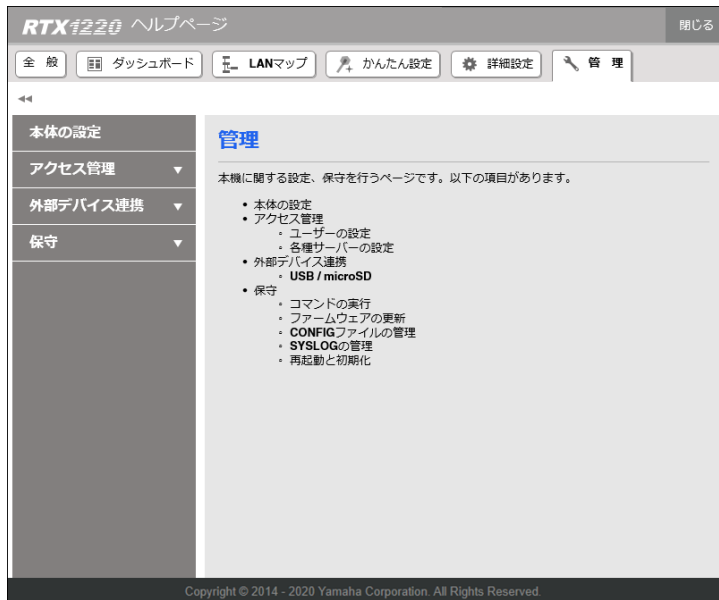 RTX1220 ヘルプページ
閉じる
全 般
ダッシュボード
LANマップ
かんたん設定
詳細設定
管 理
本体の設定
アクセス管理
外部デバイス連携
保守
管理
本機に関する設定、保守を行うページです。以下の項目があります。
• 本体の設定
• アクセス管理
◦ ユーザーの設定
◦ 各種サーバーの設定
• 外部デバイス連携
◦ USB / microSD
• 保守
◦ コマンドの実行
◦ ファームウェアの更新
◦ CONFIGファイルの管理
◦ SYSLOGの管理
◦ 再起動と初期化
Copyright © 2014 - 2020 Yamaha Corporation. All Rights Reserved.